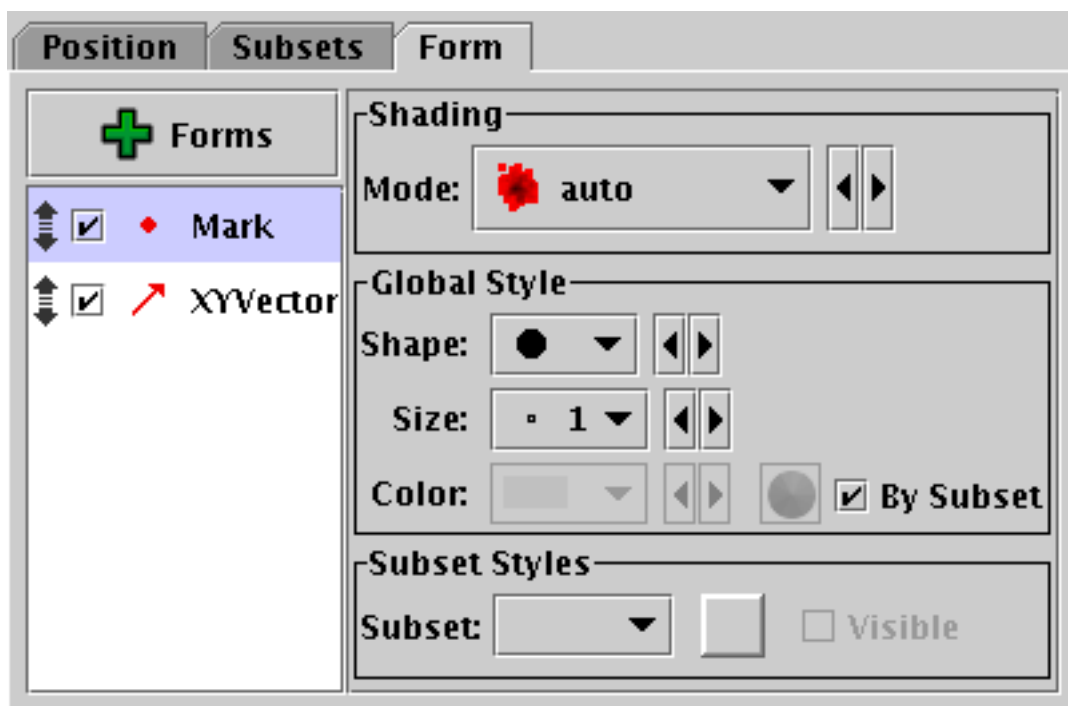 Position Subsets Form
Forms
Mark
XYVector
Shading
Mode: auto
Global Style
Shape:
Size: 1
Color: By Subset
Subset Styles
Subset: Visible